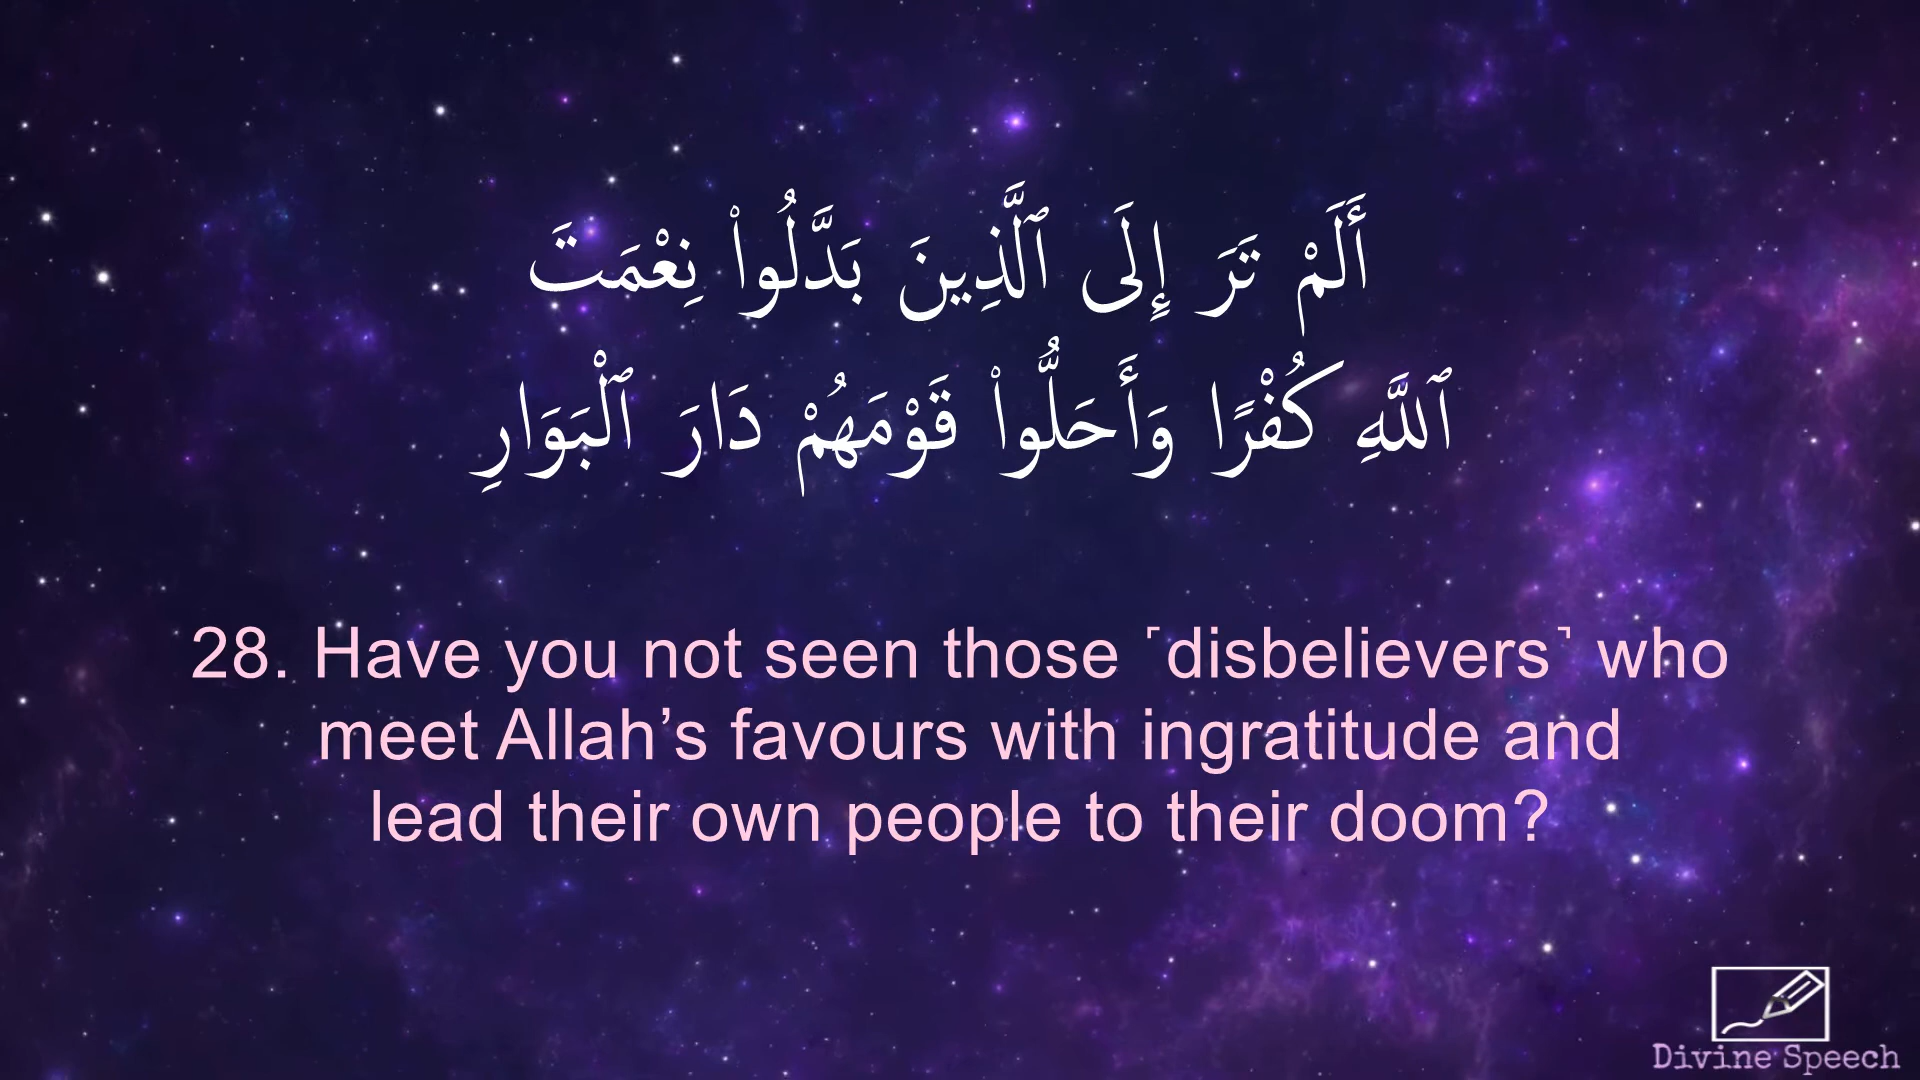 أَلَمْ تَرَ إِلَى ٱلَّذِينَ بَدَّلُوا۟ نِعْمَتَ
ٱللَّهِ كُفْرًا وَأَحَلُّوا۟ قَوْمَهُمْ دَارَ ٱلْبَوَارِ
28. Have you not seen those ˹disbelievers˺ who
meet Allah’s favours with ingratitude and
lead their own people to their doom?
Divine Speech